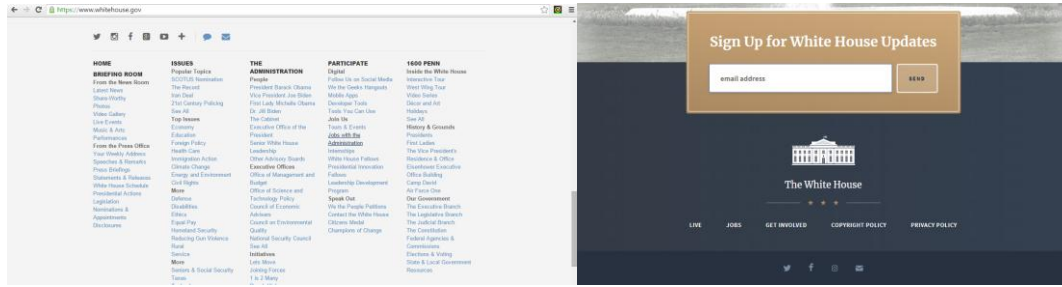 https://www.whitehouse.gov
HOME
BRIEFING ROOM
From the News Room
Latest News
Share-Worthy
Photos
Video Gallery
Live Events
Music & Arts
Performances
From the Press Office
Your Weekly Address
Speeches & Remarks
Press Briefings
Statements & Releases
White House Schedule
Presidential Actions
Legislation
Nominations &
Appointments
Disclosures
ISSUES
Popular Topics
SCOTUS Nomination
The Record
Iran Deal
21st Century Policing
See All
Top Issues
Economy
Education
Foreign Policy
Health Care
Immigration Action
Climate Change
Energy and Environment
Civil Rights
More
Defense
Disabilities
Ethics
Equal Pay
Homeland Security
Reducing Gun Violence
Rural
Service
More
Seniors & Social Security
Taxes
THE
ADMINISTRATION
People
President Barack Obama
Vice President Joe Biden
First Lady Michelle Obama
Dr. Jill Biden
The Cabinet
Executive Office of the
President
Senior White House
Leadership
Other Advisory Boards
Executive Offices
Office of Management and
Budget
Office of Science and
Technology Policy
Council of Economic
Advisors
Council on Environmental
Quality
National Security Council
See All
Initiatives
Lets Move
Joining Forces
1 is 2 Many
PARTICIPATE
Digital
Follow Us on Social Media
We the Geeks Hangouts
Mobile Apps
Developer Tools
Tools You Can Use
Join Us
Tours & Events
Jobs with the
Administration
Internships
White House Fellows
Presidential Innovation
Fellows
Leadership Development
Program
Speak Out
We the People Petitions
Contact the White House
Citizens Medal
Champions of Change
1600 PENN
Inside the White House
Interactive Tour
West Wing Tour
Video Series
Décor and Art
Holidays
See All
History & Grounds
Presidents
First Ladies
The Vice President's
Residence & Office
Eisenhower Executive
Office Building
Camp David
Air Force One
Our Government
The Executive Branch
The Legislative Branch
The Judicial Branch
The Constitution
Federal Agencies &
Commissions
Elections & Voting
State & Local Government
Resources
Sign Up for White House Updates
email address
SEND
The White House
LIVE JOBS GET INVOLVED COPYRIGHT POLICY PRIVACY POLICY